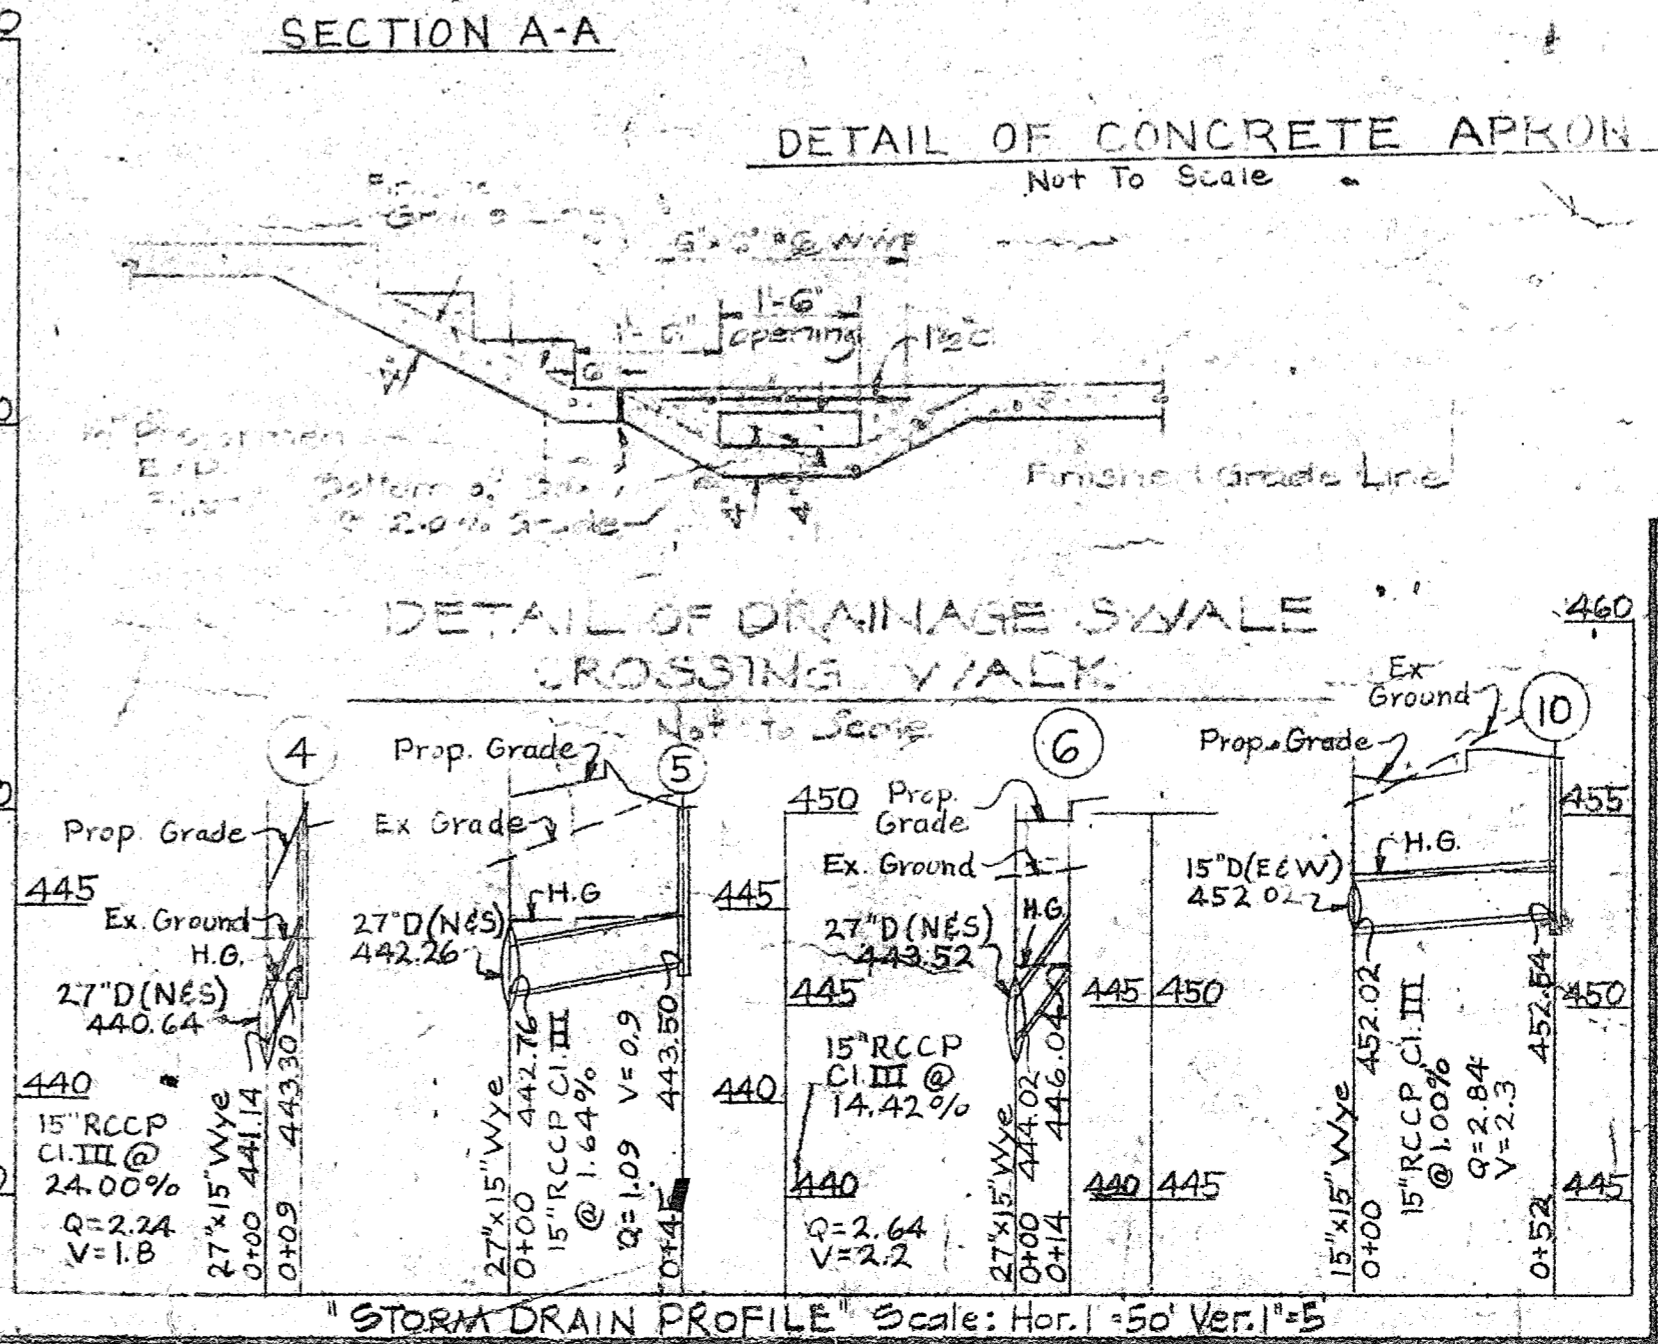 SECTION A-A
DETAIL OF CONCRETE APRON
Not To Scale
1'-6"
opening
6
Finished Grade Line
Bottom of
@ 2.0% Grade
DETAIL OF DRAINAGE SWALE
CROSSING WALK
Not To Scale
4
Prop. Grade
445
Ex. Ground
H.G.
27"D(N&S)
440.64
440
15"RCCP
Cl.III @
24.00%
Q=2.24
V=1.8
27"x15"Wye
0+00 441.14
0+09 443.30
5
Prop. Grade
Ex Grade
H.G
27"D(N&S)
442.26
27"x15"Wye
0+00 442.76
15"RCCP Cl.III
@ 1.64%
Q=1.09 V=0.9
0+45 443.50
445
440
6
450
Prop.
Grade
Ex. Ground
H.G.
27"D(N&S)
443.52
445
15"RCCP
Cl.III @
14.42%
440
Q=2.64
V=2.2
27"x15"Wye
0+00 444.02
0+14 446.04
445
450
440
445
10
460
Ex
Ground
Prop. Grade
455
H.G.
15"D(E&W)
452.02
450
15"x15"Wye
0+00 452.02
15"RCCP Cl.III
@1.00%
Q=2.84
V=2.3
0+52 452.54
445
"STORM DRAIN PROFILE" Scale: Hor.1"=50' Ver.1"=5